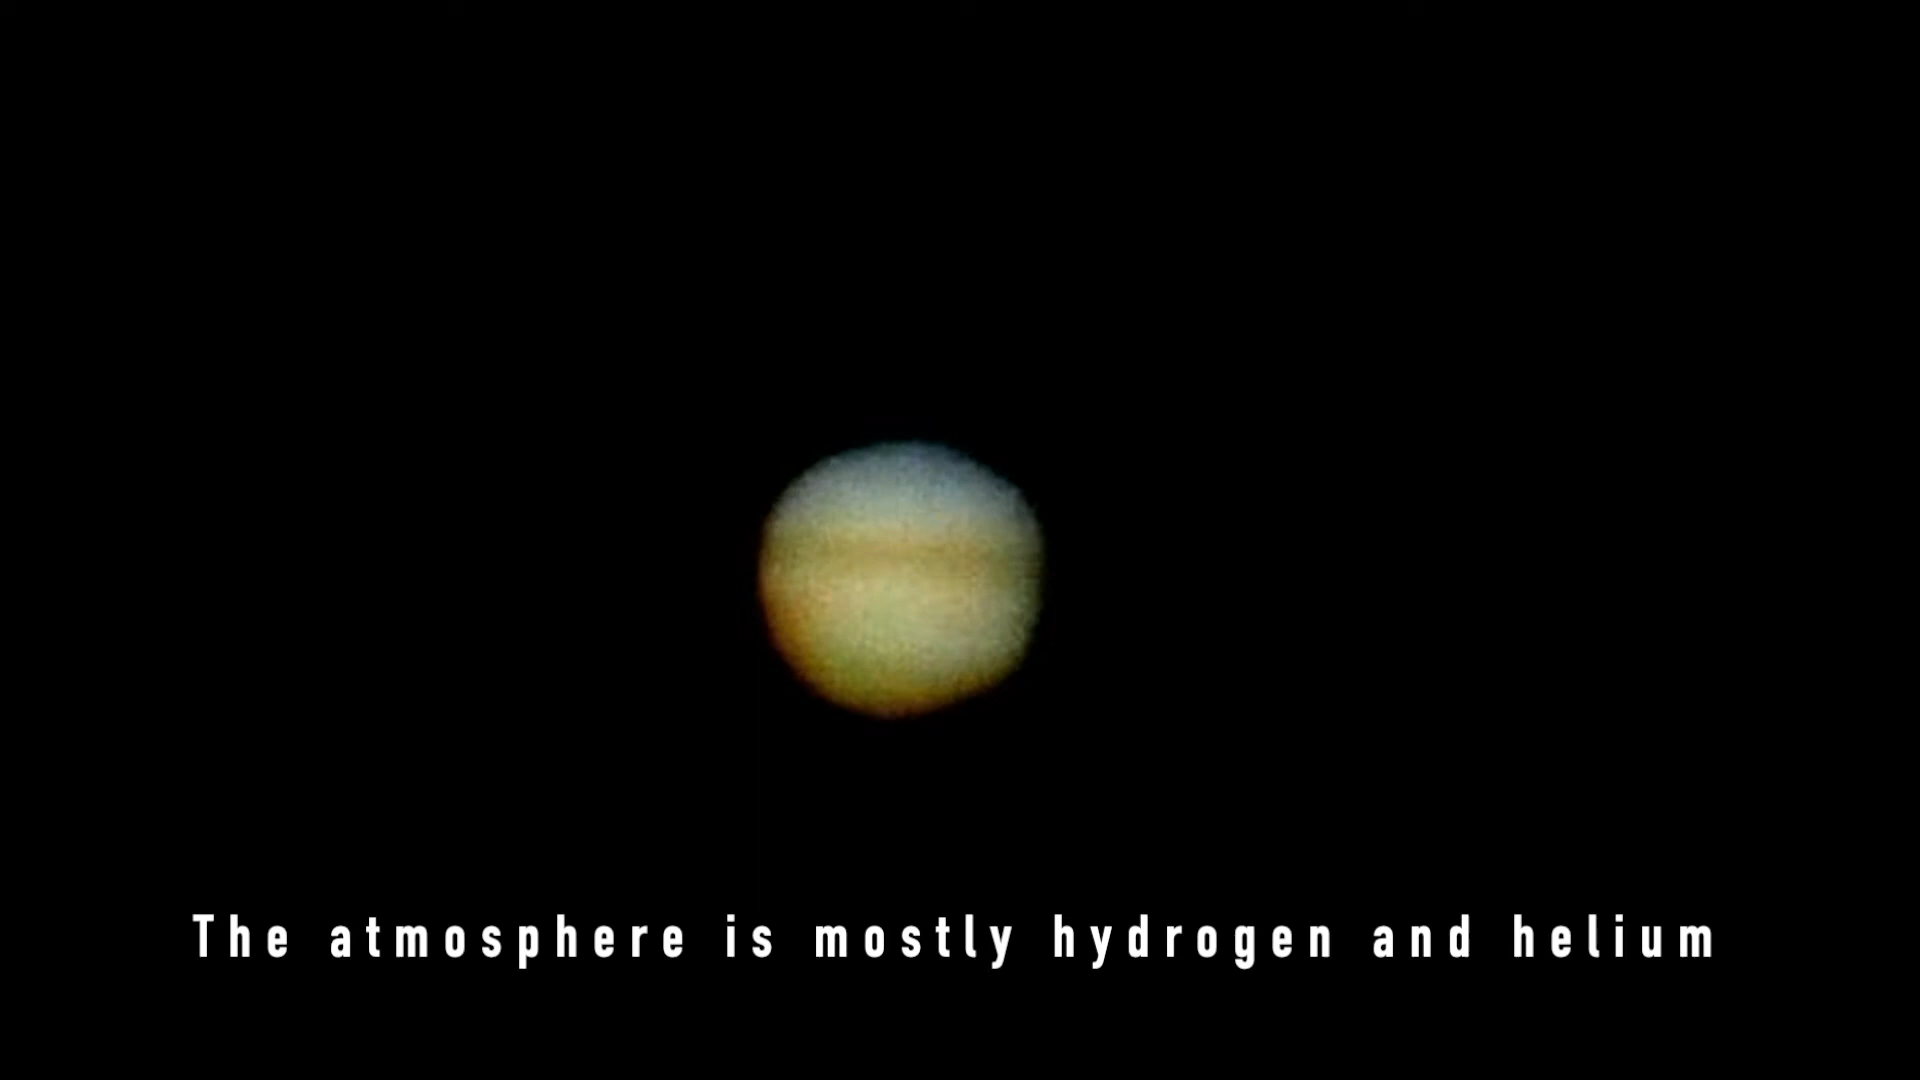 The atmosphere is mostly hydrogen and helium